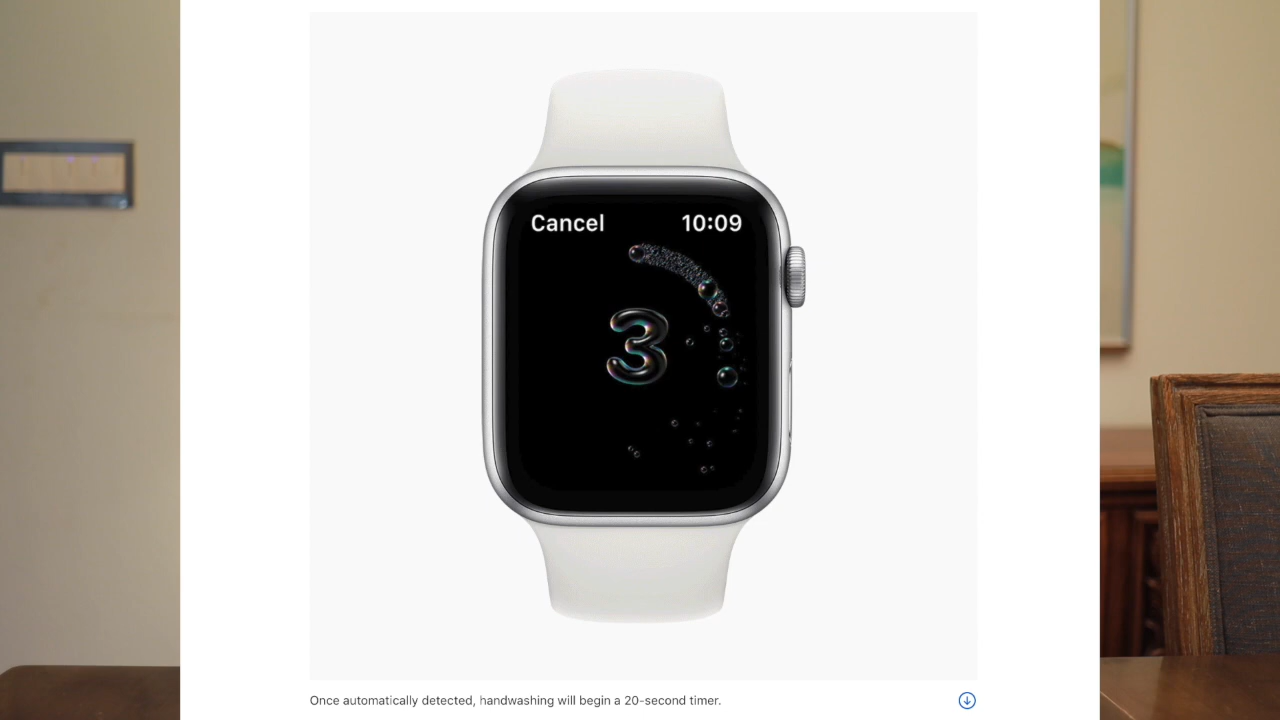 Cancel 10:09
3
Once automatically detected, handwashing will begin a 20-second timer.